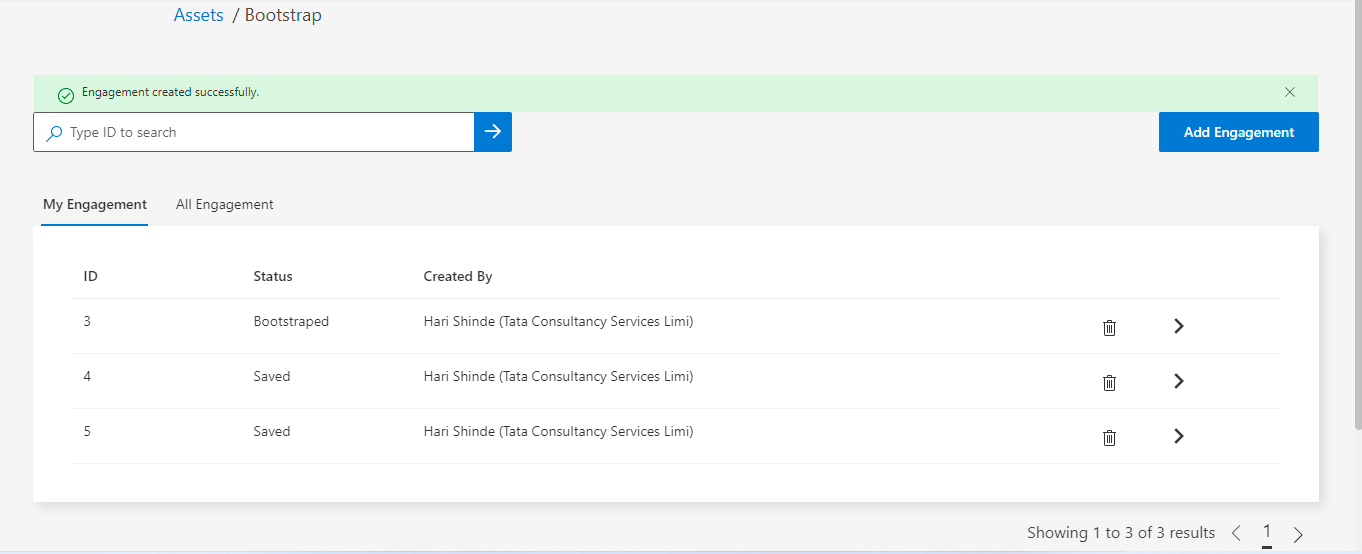 Assets / Bootstrap
Engagement created successfully.
Type ID to search
Add Engagement
My Engagement All Engagement
ID Status Created By
3 Bootstraped Hari Shinde (Tata Consultancy Services Limi)
4 Saved Hari Shinde (Tata Consultancy Services Limi)
5 Saved Hari Shinde (Tata Consultancy Services Limi)
Showing 1 to 3 of 3 results 1